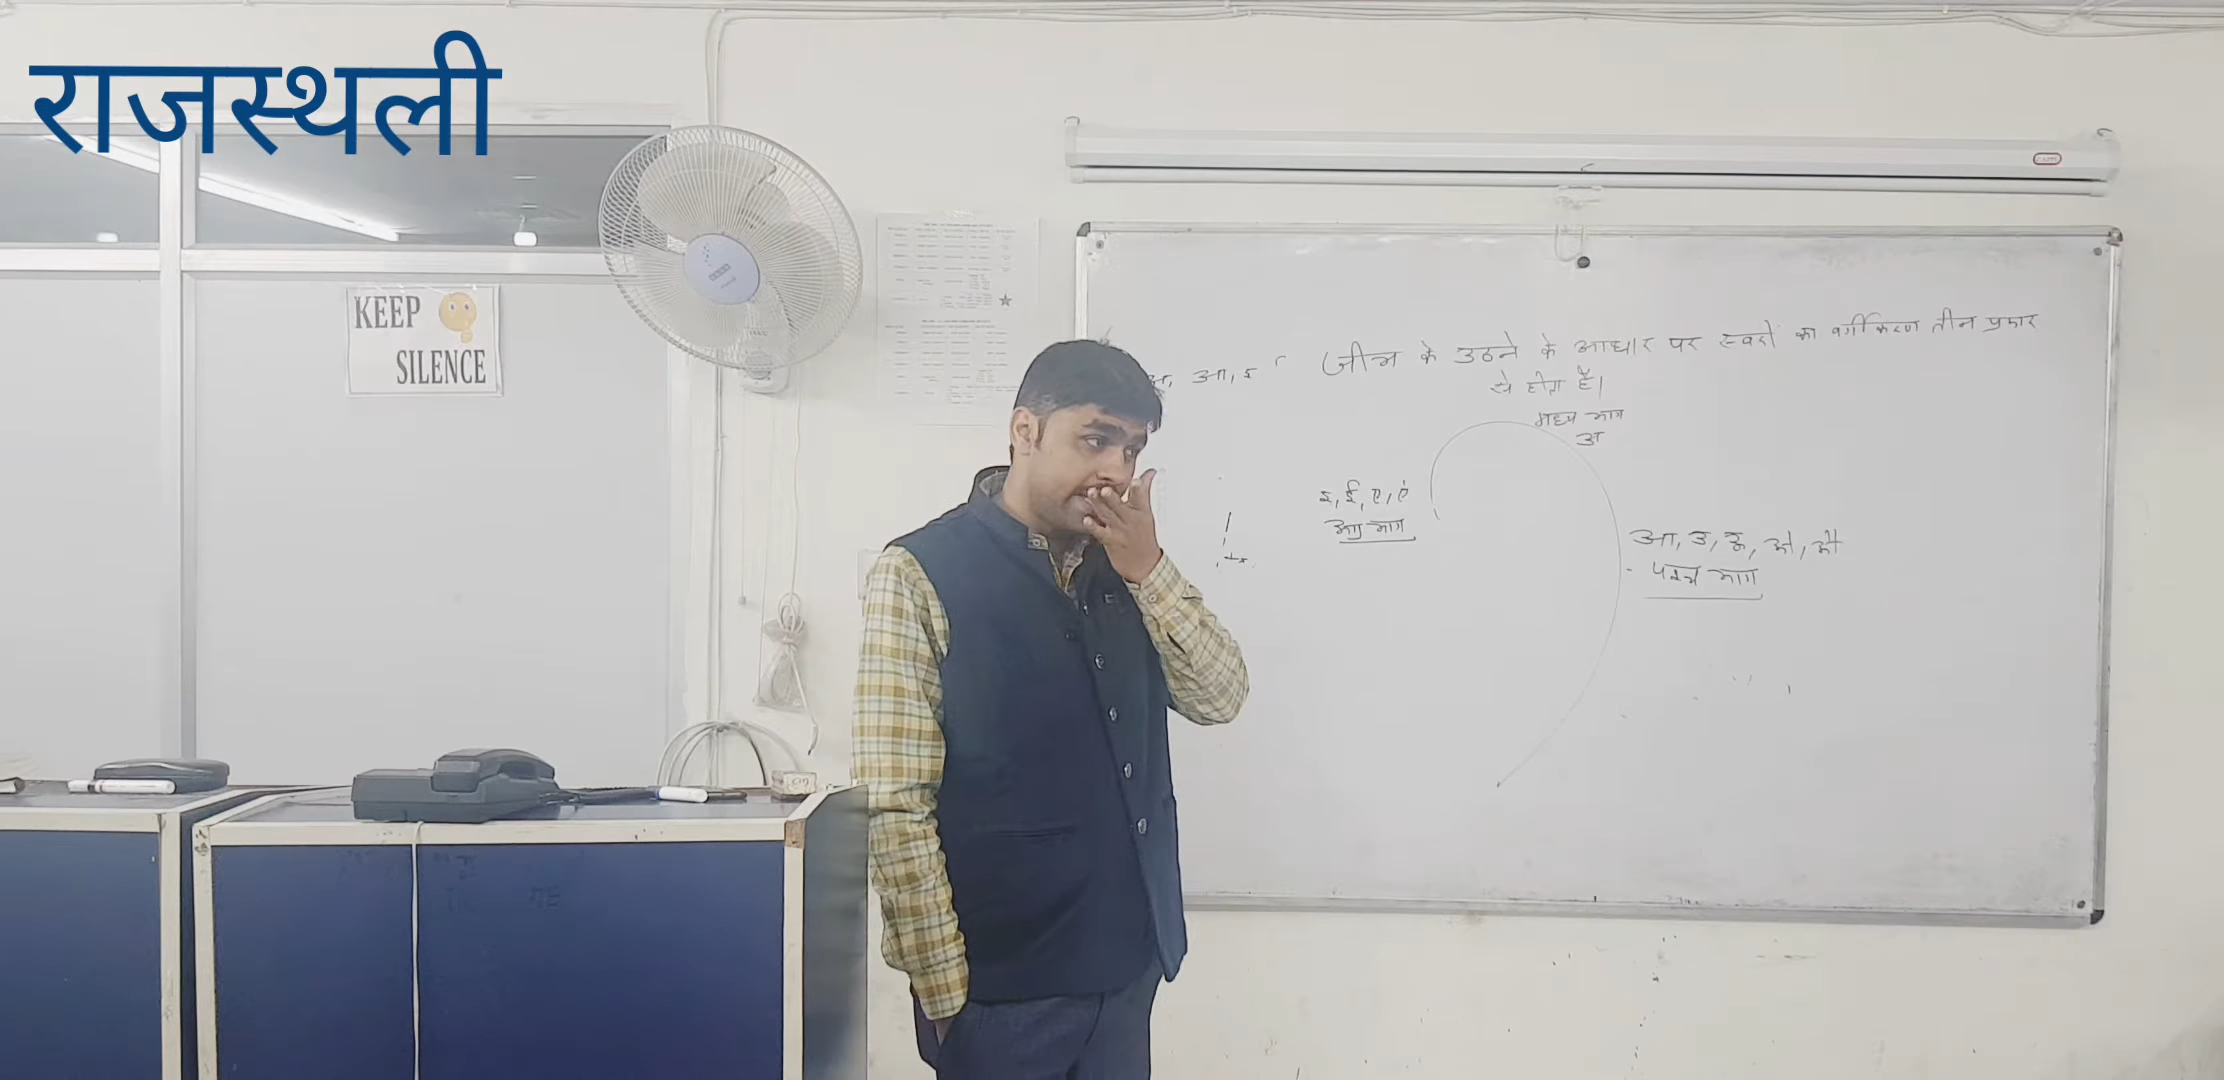 राजस्थली
KEEP
SILENCE
अ, आ, इ
जीभ के उठने के आधार पर स्वरों का वर्गीकरण तीन प्रकार
से होता है।
मध्य भाग
अ
इ, ई, ए, ऐ
अग्र भाग
आ, उ, ऊ, ओ, औ
पश्च भाग